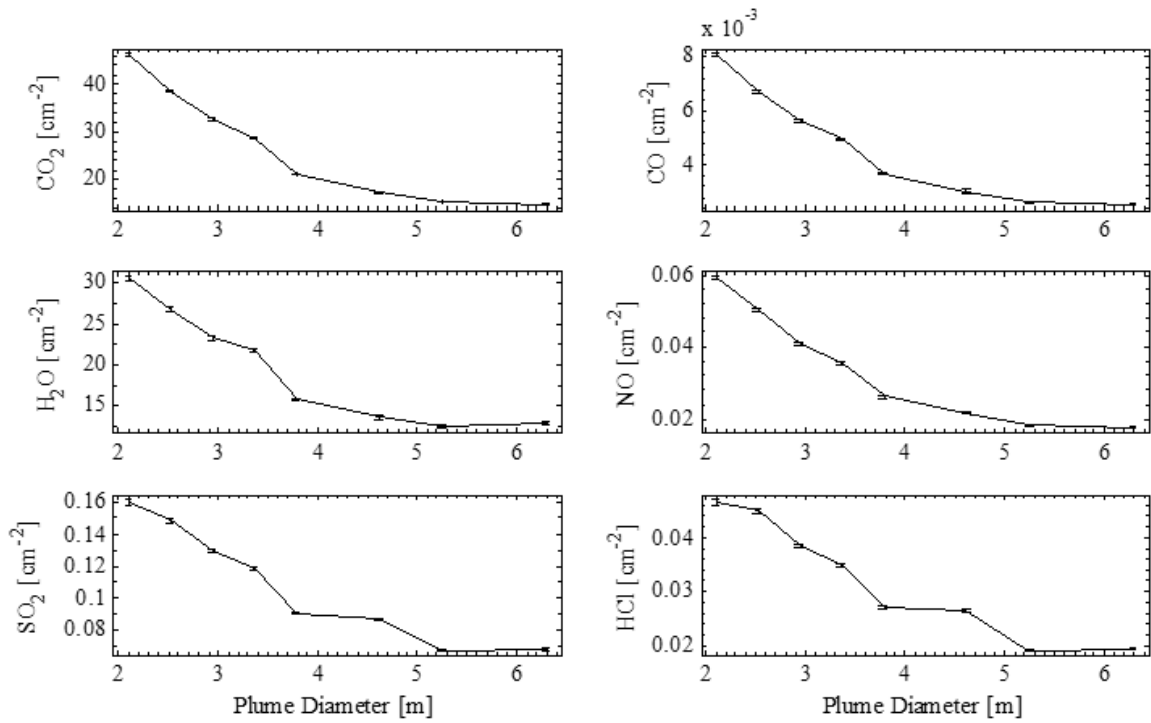 x 10⁻³
CO₂ [cm⁻²]
40
30
20
2 3 4 5 6
CO [cm⁻²]
8
6
4
2 3 4 5 6
H₂O [cm⁻²]
30
25
20
15
2 3 4 5 6
NO [cm⁻²]
0.06
0.04
0.02
2 3 4 5 6
SO₂ [cm⁻²]
0.16
0.14
0.12
0.1
0.08
2 3 4 5 6
Plume Diameter [m]
HCl [cm⁻²]
0.04
0.03
0.02
2 3 4 5 6
Plume Diameter [m]